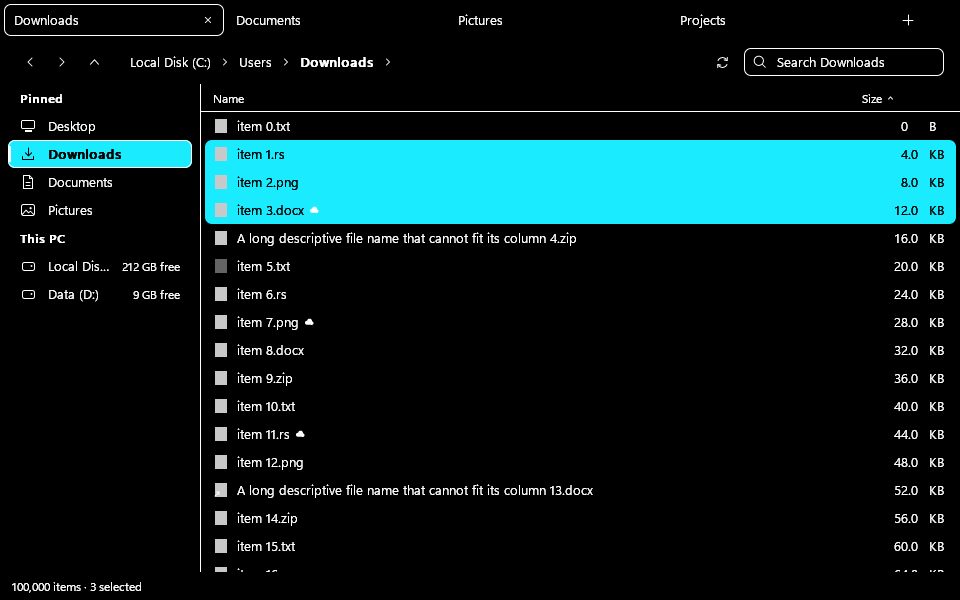 Downloads Documents Pictures Projects
Local Disk (C:) Users Downloads Search Downloads
Pinned
Desktop
Downloads
Documents
Pictures
This PC
Local Dis... 212 GB free
Data (D:) 9 GB free
Name Size
item 0.txt 0 B
item 1.rs 4.0 KB
item 2.png 8.0 KB
item 3.docx 12.0 KB
A long descriptive file name that cannot fit its column 4.zip 16.0 KB
item 5.txt 20.0 KB
item 6.rs 24.0 KB
item 7.png 28.0 KB
item 8.docx 32.0 KB
item 9.zip 36.0 KB
item 10.txt 40.0 KB
item 11.rs 44.0 KB
item 12.png 48.0 KB
A long descriptive file name that cannot fit its column 13.docx 52.0 KB
item 14.zip 56.0 KB
item 15.txt 60.0 KB
100,000 items · 3 selected